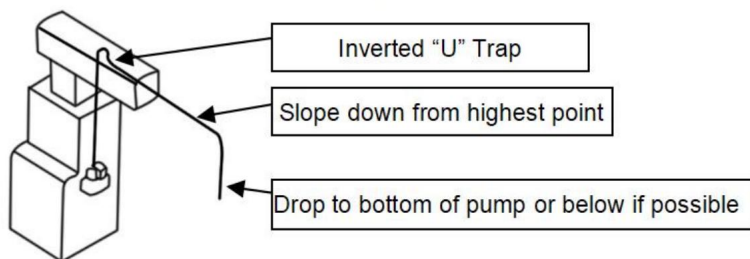 Inverted “U” Trap
Slope down from highest point
Drop to bottom of pump or below if possible